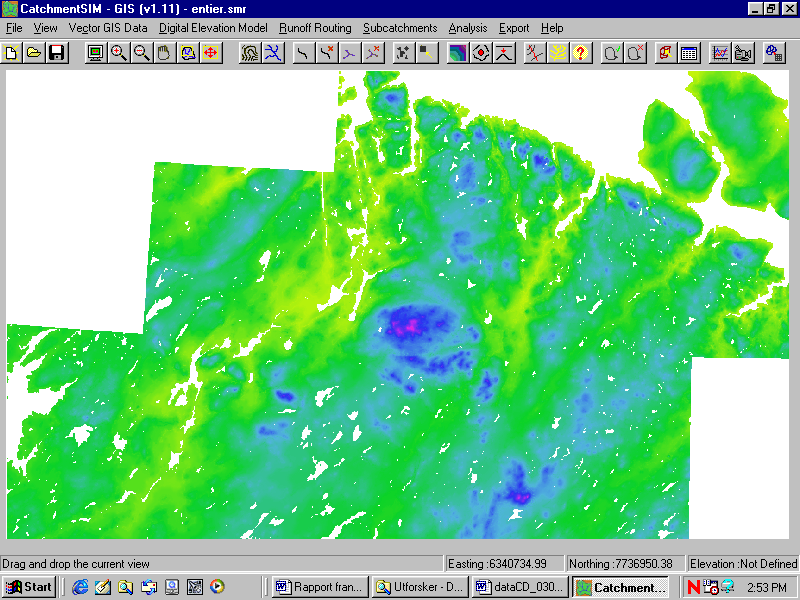 CatchmentSIM - GIS (v1.11) - entier.smr
File View Vector GIS Data Digital Elevation Model Runoff Routing Subcatchments Analysis Export Help
Drag and drop the current view Easting :6340734.99 Northing :7736950.38 Elevation :Not Defined
Start Rapport fran... Utforsker - D... dataCD_030... Catchment... N 2:53 PM